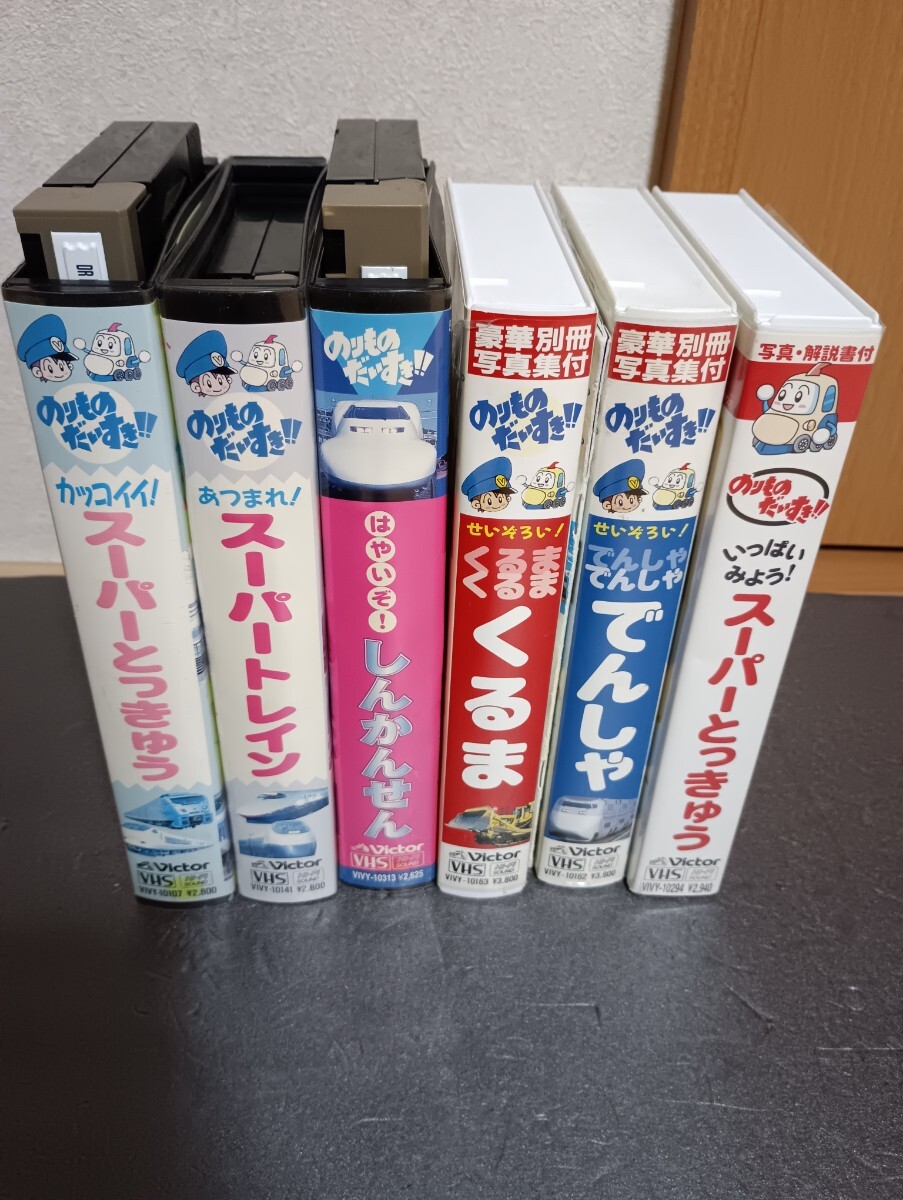 DR
のりもの
だいすき!!
カッコイイ!
スーパーとっきゅう
Victor
VHS
VIVY-10107 ¥2,800
のりもの
だいすき!!
あつまれ!
スーパートレイン
Victor
VHS
VIVY-10141 ¥2,800
のりもの
だいすき!!
はやいぞ!
しんかんせん
Victor
VHS
VIVY-10313 ¥2,625
豪華別冊
写真集付
のりもの
だいすき!!
せいぞろい!
くるま
くるま
くるま
Victor
VHS
VIVY-10163 ¥3,800
豪華別冊
写真集付
のりもの
だいすき!!
せいぞろい!
でんしゃ
でんしゃ
でんしゃ
Victor
VHS
VIVY-10162 ¥3,800
写真・解説書付
のりもの
だいすき!!
いっぱい
みよう!
スーパーとっきゅう
Victor
VHS
VIVY-10294 ¥2,940